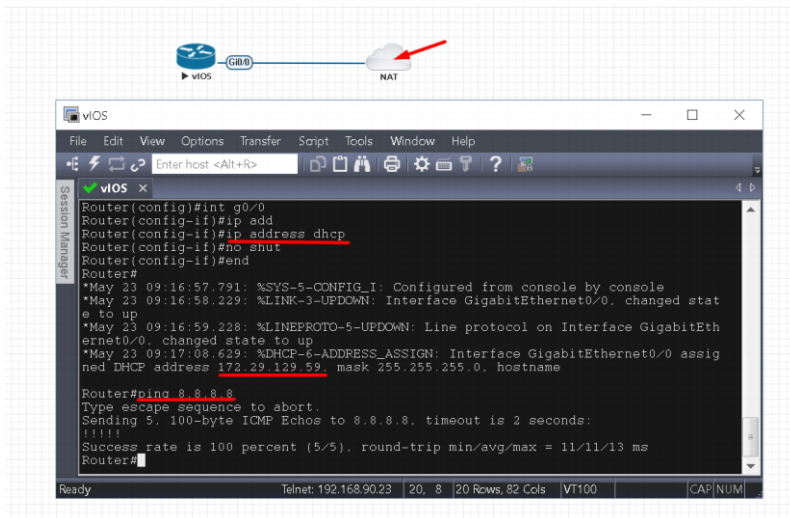 Gi0/0
vIOS
NAT
vIOS
File Edit View Options Transfer Script Tools Window Help
Enter host <Alt+R>
vIOS
Session Manager
Router(config)#int g0/0
Router(config-if)#ip add
Router(config-if)#ip address dhcp
Router(config-if)#no shut
Router(config-if)#end
Router#
*May 23 09:16:57.791: %SYS-5-CONFIG_I: Configured from console by console
*May 23 09:16:58.229: %LINK-3-UPDOWN: Interface GigabitEthernet0/0, changed stat
e to up
*May 23 09:16:59.228: %LINEPROTO-5-UPDOWN: Line protocol on Interface GigabitEth
ernet0/0, changed state to up
*May 23 09:17:08.629: %DHCP-6-ADDRESS_ASSIGN: Interface GigabitEthernet0/0 assig
ned DHCP address 172.29.129.59, mask 255.255.255.0, hostname
Router#ping 8.8.8.8
Type escape sequence to abort.
Sending 5, 100-byte ICMP Echos to 8.8.8.8, timeout is 2 seconds:
!!!!!
Success rate is 100 percent (5/5), round-trip min/avg/max = 11/11/13 ms
Router#
Ready Telnet: 192.168.90.23 20, 8 20 Rows, 82 Cols VT100 CAP NUM